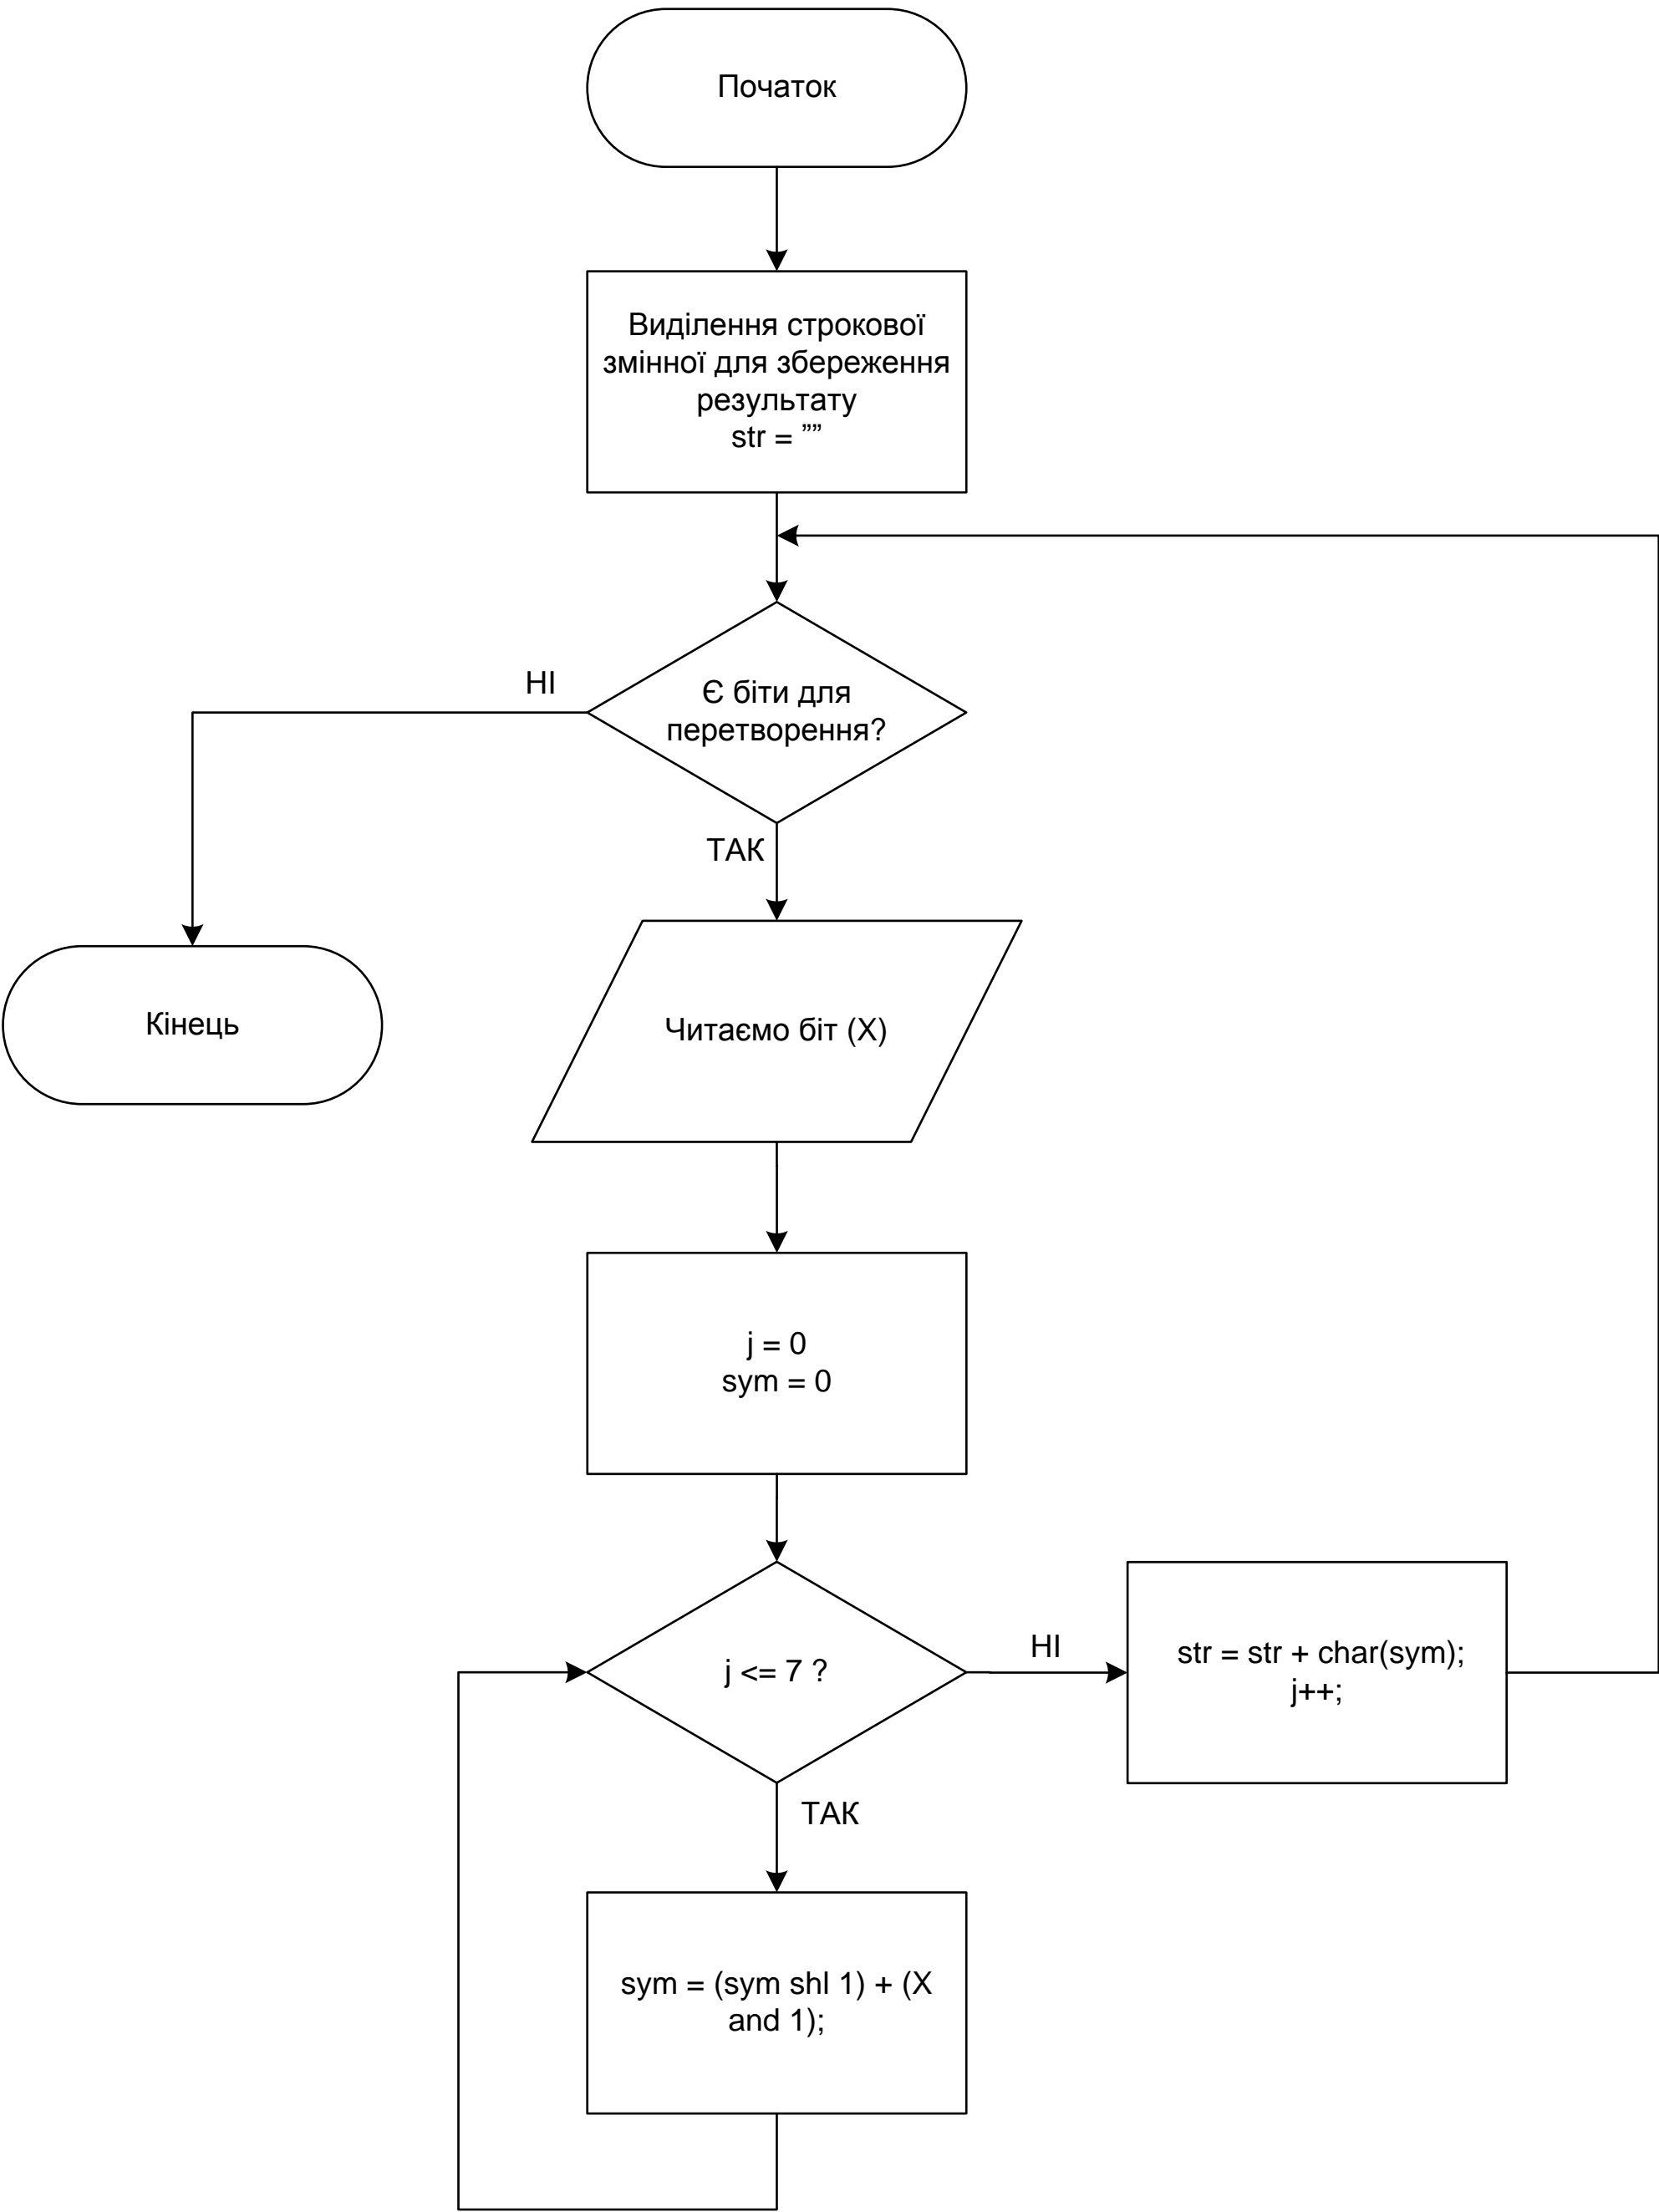 Початок
Виділення строкової
змінної для збереження
результату
str = ””
НІ
Є біти для
перетворення?
ТАК
Кінець
Читаємо біт (X)
j = 0
sym = 0
j <= 7 ?
НІ
str = str + char(sym);
j++;
ТАК
sym = (sym shl 1) + (X
and 1);